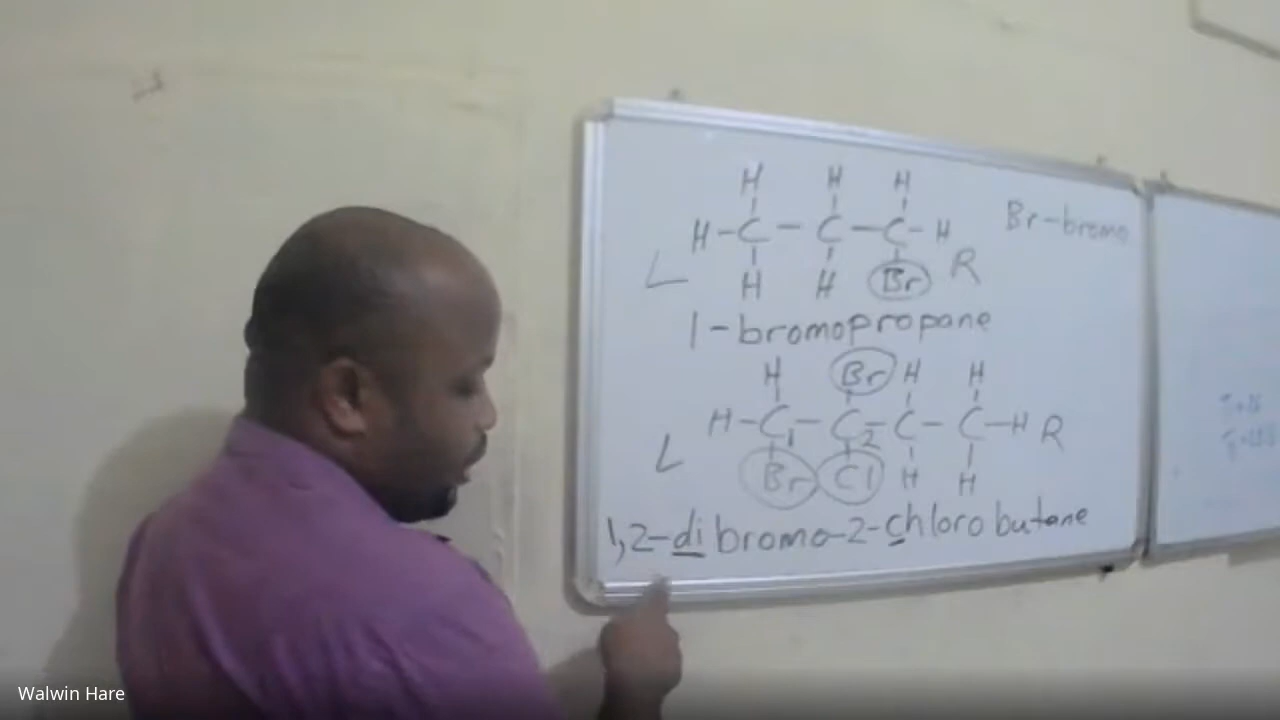 H H H
H-C-C-C-H Br-bromo
L H H Br R
1-bromopropane
H Br H H
H-C-C-C-C-H R
1 2
L Br Cl H H
1,2-dibromo-2-chlorobutane
Walwin Hare